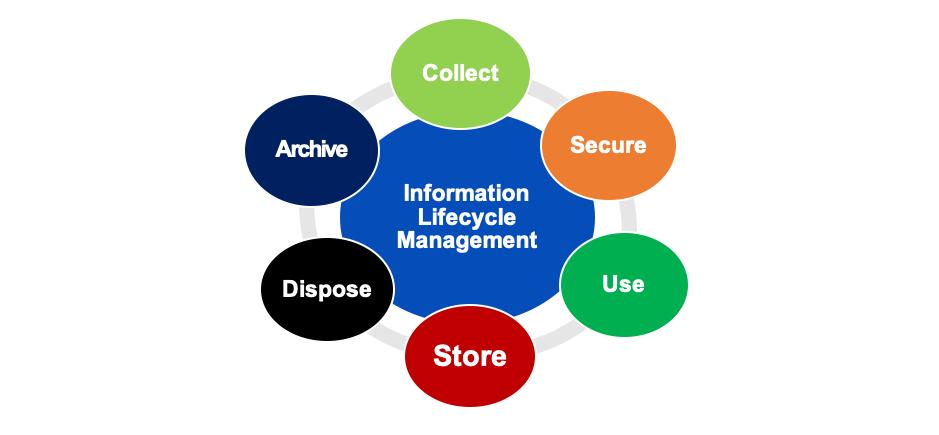 Collect
Secure
Archive
Information
Lifecycle
Management
Use
Dispose
Store